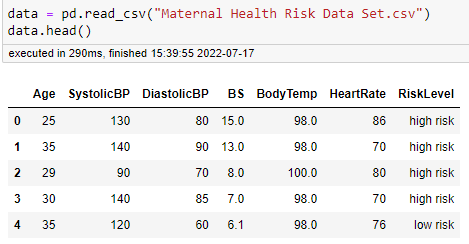 data = pd.read_csv("Maternal Health Risk Data Set.csv")
data.head()
executed in 290ms, finished 15:39:55 2022-07-17
Age SystolicBP DiastolicBP BS BodyTemp HeartRate RiskLevel
0 25 130 80 15.0 98.0 86 high risk
1 35 140 90 13.0 98.0 70 high risk
2 29 90 70 8.0 100.0 80 high risk
3 30 140 85 7.0 98.0 70 high risk
4 35 120 60 6.1 98.0 76 low risk